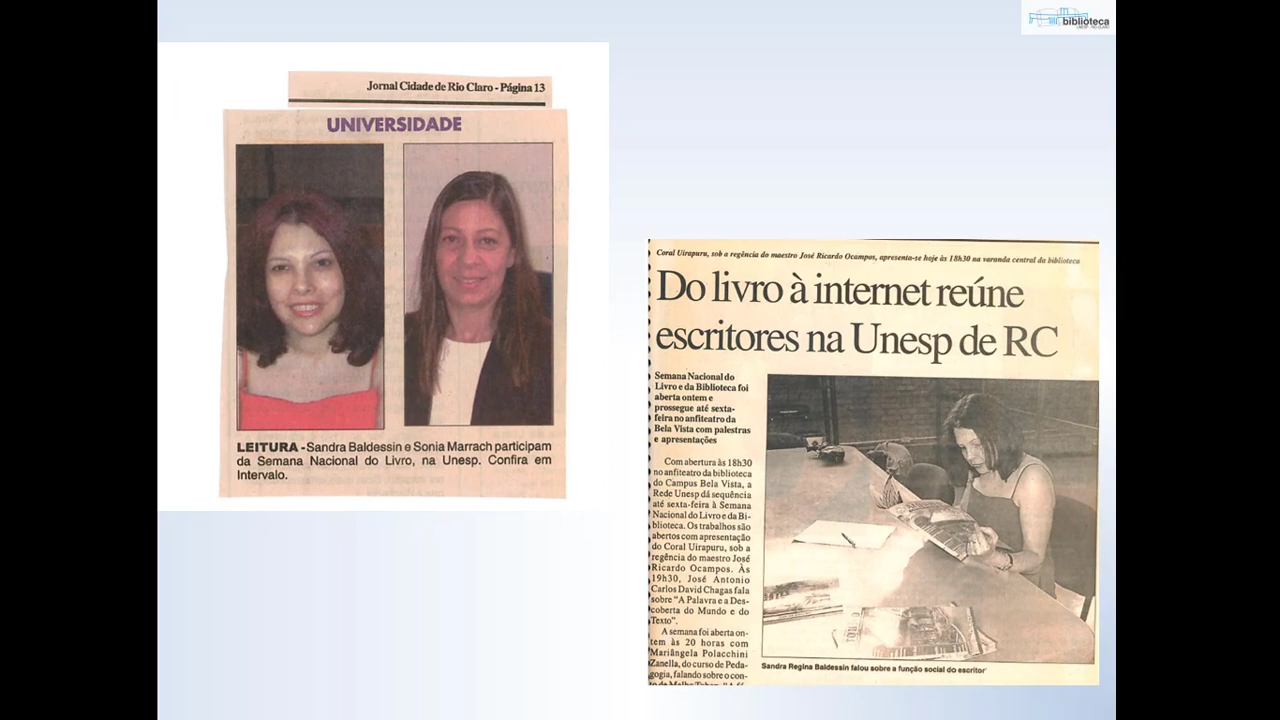 biblioteca
UNESP - RIO CLARO
Jornal Cidade de Rio Claro - Página 13
UNIVERSIDADE
LEITURA - Sandra Baldessin e Sonia Marrach participam
da Semana Nacional do Livro, na Unesp. Confira em
Intervalo.
Coral Uirapuru, sob a regência do maestro José Ricardo Ocampos, apresenta-se hoje às 18h30 na varanda central da biblioteca
Do livro à internet reúne
escritores na Unesp de RC
Semana Nacional do
Livro e da Biblioteca foi
aberta ontem e
prossegue até sexta-
feira no anfiteatro da
Bela Vista com palestras
e apresentações
Com abertura às 18h30
no anfiteatro da biblioteca
do Campus Bela Vista, a
Rede Unesp dá sequência
até sexta-feira à Semana
Nacional do Livro e da Bi-
blioteca. Os trabalhos são
abertos com apresentação
do Coral Uirapuru, sob a
regência do maestro José
Ricardo Ocampos. Às
19h30, José Antonio
Carlos David Chagas fala
sobre "A Palavra e a Des-
coberta do Mundo e do
Texto".
A semana foi aberta on-
tem às 20 horas com
Mariângela Polacchini
Zanella, do curso de Peda-
gogia, falando sobre o con-
Sandra Regina Baldessin falou sobre a função social do escritor'